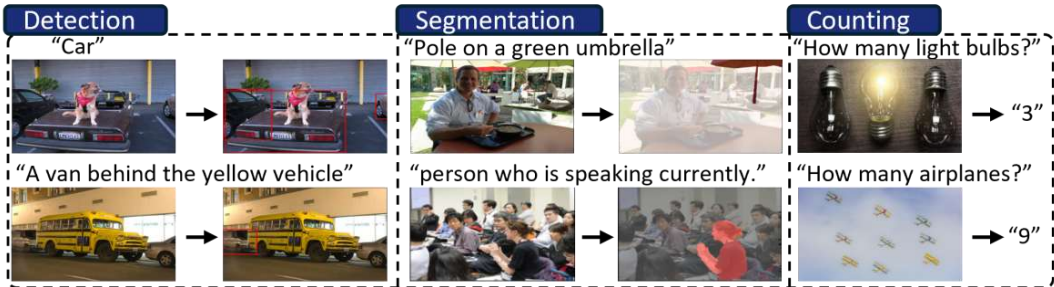 Detection
Segmentation
Counting
“Car”
“Pole on a green umbrella”
“How many light bulbs?”
“3”
“A van behind the yellow vehicle”
“person who is speaking currently.”
“How many airplanes?”
“9”